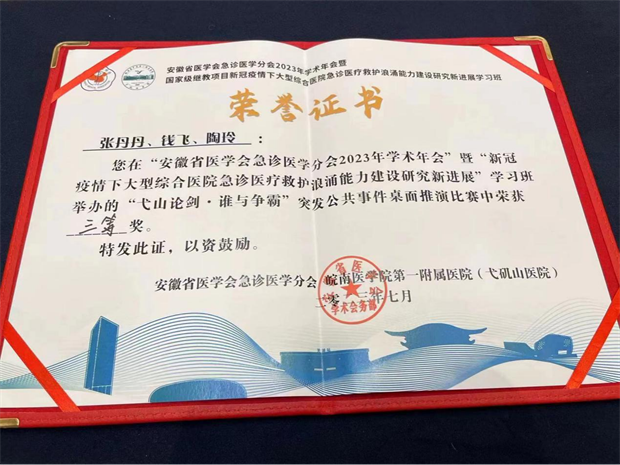 安徽省医学会急诊医学分会2023年学术年会暨
国家级继教项目新冠疫情下大型综合医院急诊医疗救护浪涌能力建设研究新进展学习班
荣誉证书
张丹丹、钱飞、陶玲：
您在“安徽省医学会急诊医学分会2023年学术年会”暨“新冠
疫情下大型综合医院急诊医疗救护浪涌能力建设研究新进展”学习班
举办的“弋山论剑·谁与争霸”突发公共事件桌面推演比赛中荣获
三等奖。
特发此证，以资鼓励。
安徽省医学会急诊医学分会 皖南医学院第一附属医院（弋矶山医院）
二零二三年七月
学术会务部